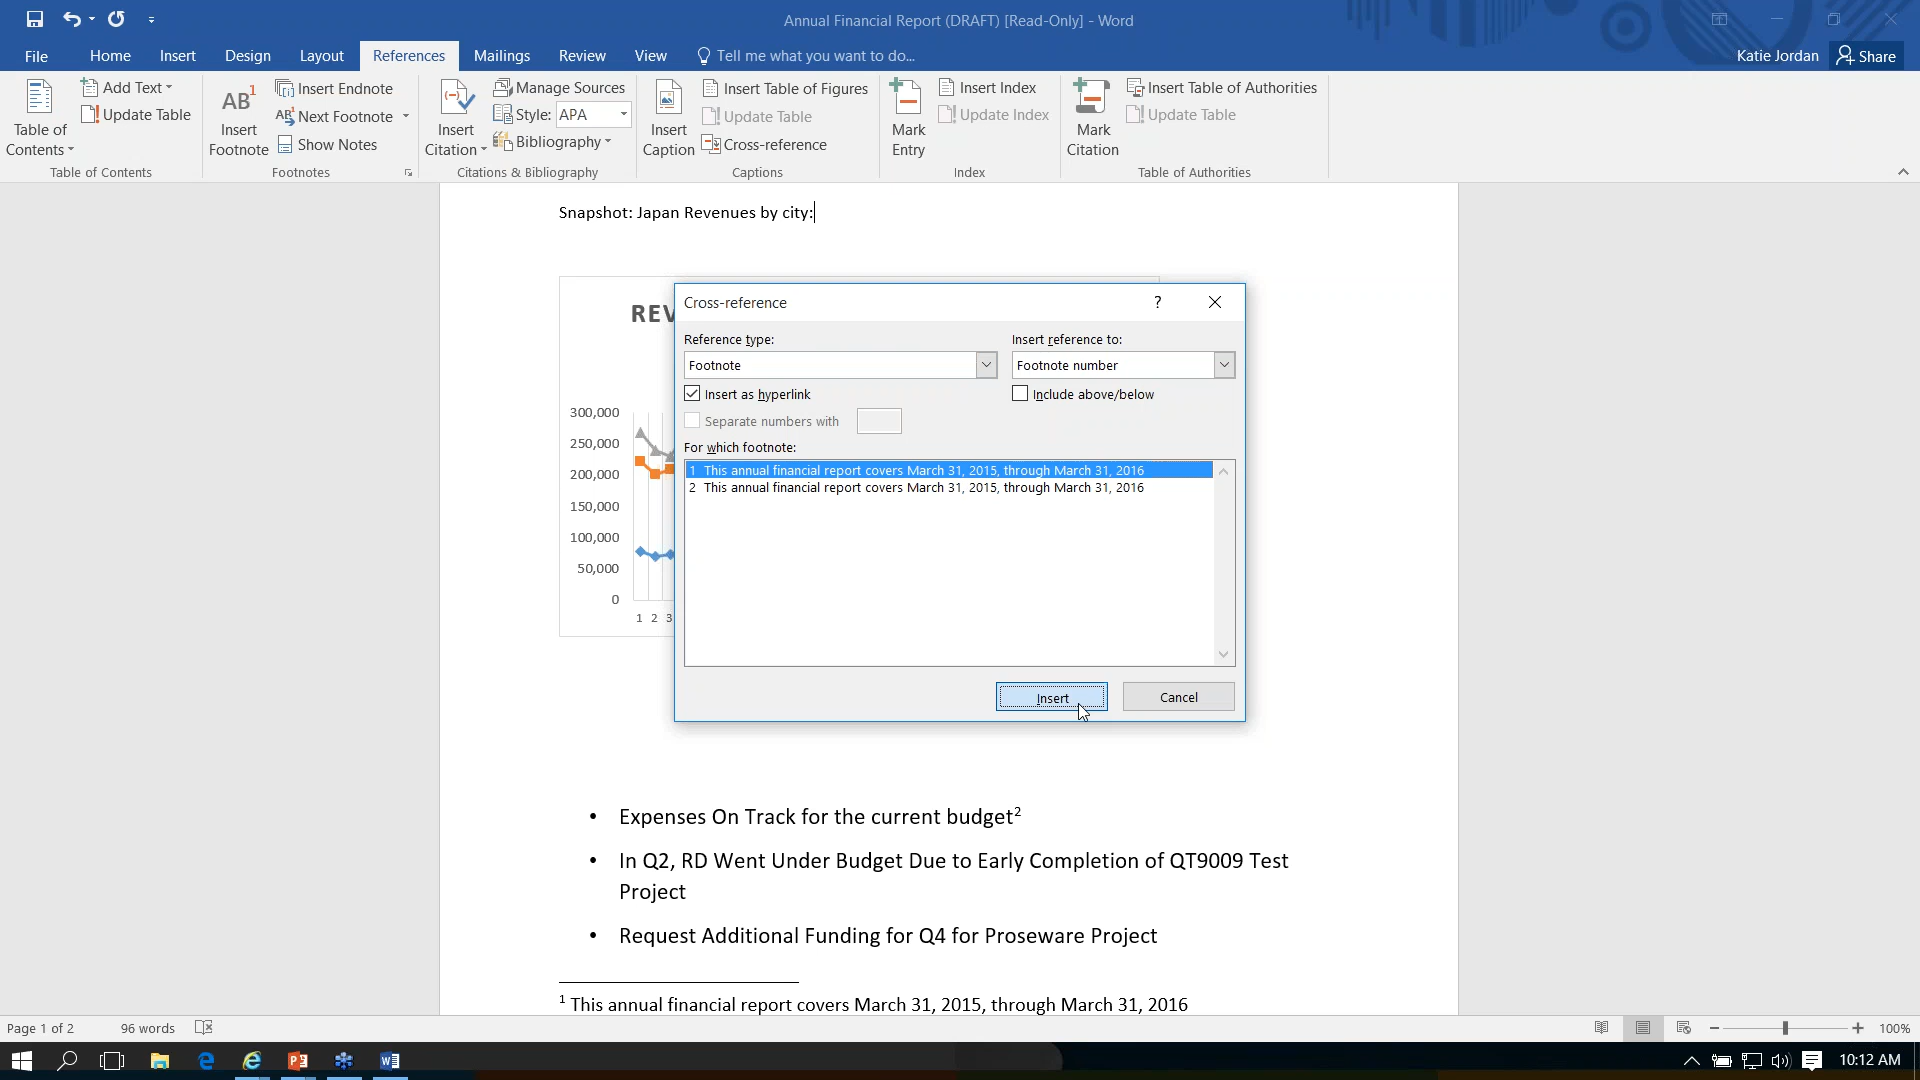 Annual Financial Report (DRAFT) [Read-Only] - Word
File Home Insert Design Layout References Mailings Review View Tell me what you want to do... Katie Jordan Share
Table of Contents
Add Text
Update Table
Table of Contents
AB1 Insert Footnote
Insert Endnote
AB1 Next Footnote
Show Notes
Footnotes
Insert Citation
Manage Sources
Style: APA
Bibliography
Citations & Bibliography
Insert Caption
Insert Table of Figures
Update Table
Cross-reference
Captions
Mark Entry
Insert Index
Update Index
Index
Mark Citation
Insert Table of Authorities
Update Table
Table of Authorities
Snapshot: Japan Revenues by city:
REV
300,000
250,000
200,000
150,000
100,000
50,000
0
1 2 3
Cross-reference ?
Reference type: Insert reference to:
Footnote Footnote number
Insert as hyperlink Include above/below
Separate numbers with
For which footnote:
1 This annual financial report covers March 31, 2015, through March 31, 2016
2 This annual financial report covers March 31, 2015, through March 31, 2016
Insert Cancel
• Expenses On Track for the current budget2
• In Q2, RD Went Under Budget Due to Early Completion of QT9009 Test
Project
• Request Additional Funding for Q4 for Proseware Project
1 This annual financial report covers March 31, 2015, through March 31, 2016
Page 1 of 2 96 words 100%
10:12 AM